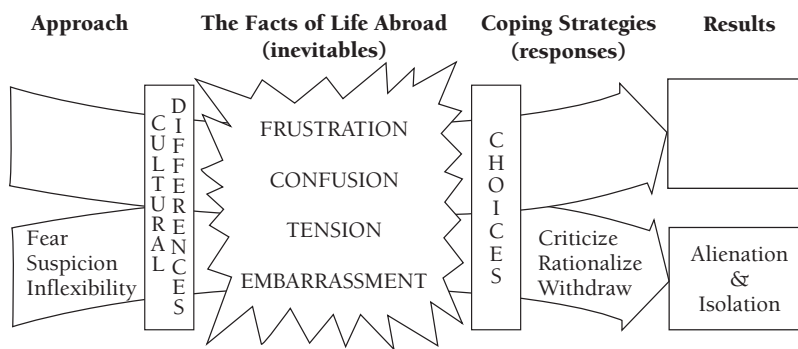 Approach
The Facts of Life Abroad
(inevitables)
Coping Strategies
(responses)
Results
CULTURAL
DIFFERENCES
FRUSTRATION
CONFUSION
TENSION
EMBARRASSMENT
CHOICES
Fear
Suspicion
Inflexibility
Criticize
Rationalize
Withdraw
Alienation
&
Isolation